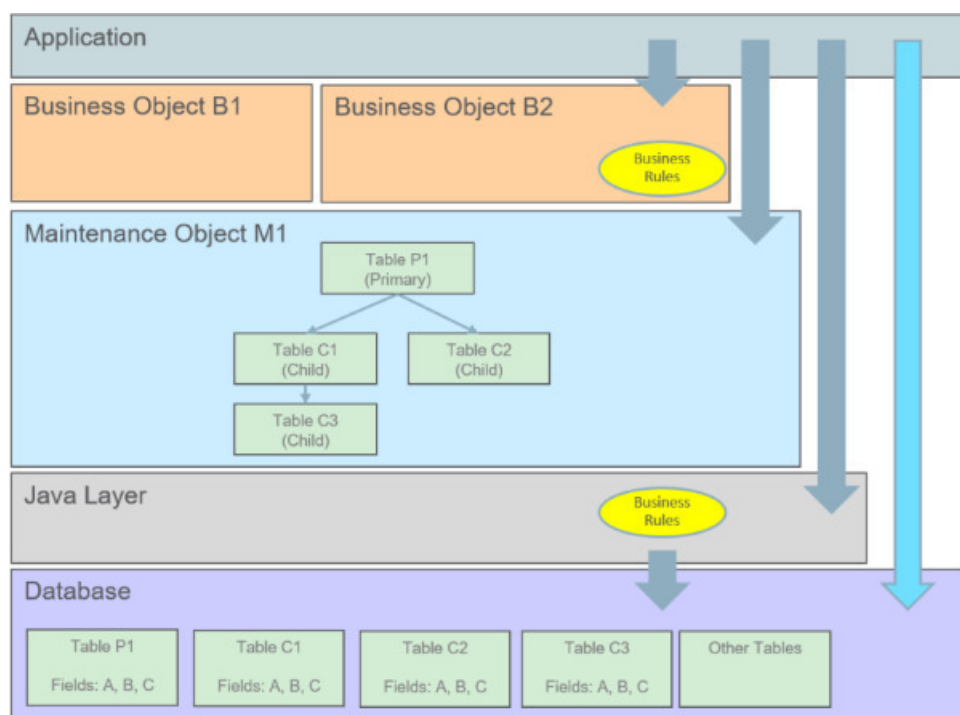 Application
Business Object B1
Business Object B2
Business
Rules
Maintenance Object M1
Table P1
(Primary)
Table C1
(Child)
Table C2
(Child)
Table C3
(Child)
Java Layer
Business
Rules
Database
Table P1
Fields: A, B, C
Table C1
Fields: A, B, C
Table C2
Fields: A, B, C
Table C3
Fields: A, B, C
Other Tables